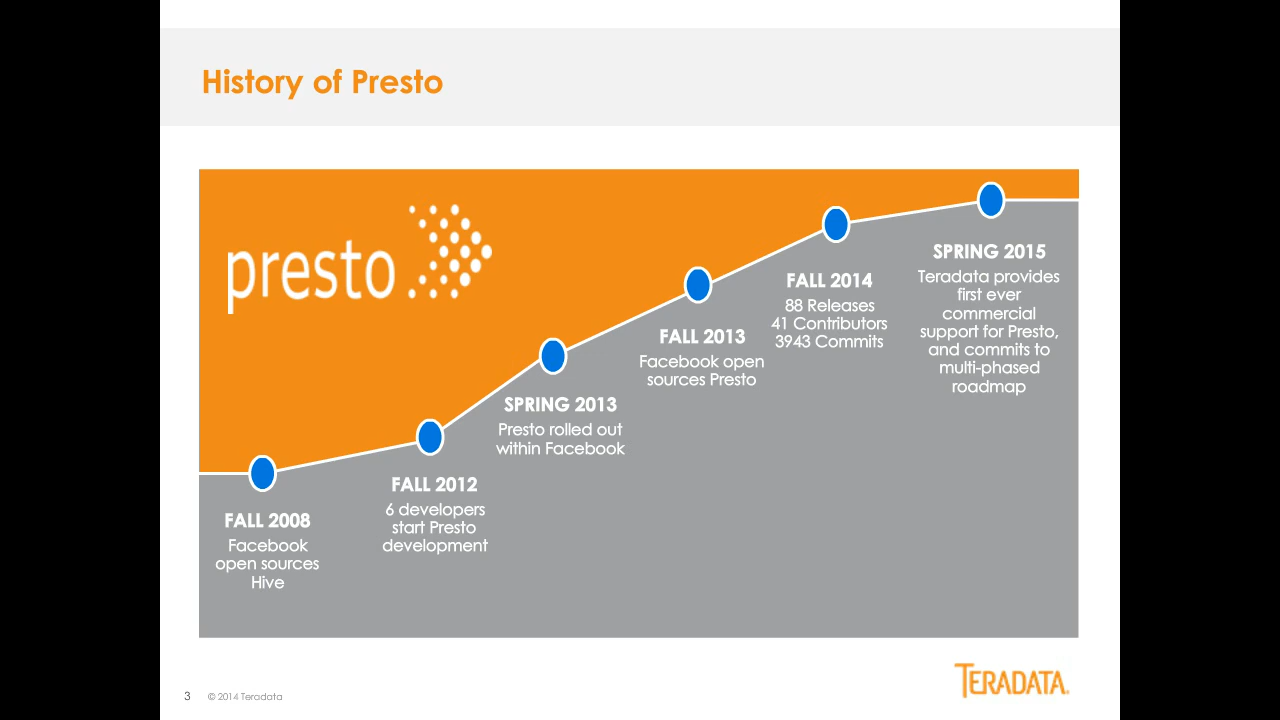 History of Presto
presto
FALL 2008
Facebook
open sources
Hive
FALL 2012
6 developers
start Presto
development
SPRING 2013
Presto rolled out
within Facebook
FALL 2013
Facebook open
sources Presto
FALL 2014
88 Releases
41 Contributors
3943 Commits
SPRING 2015
Teradata provides
first ever
commercial
support for Presto,
and commits to
multi-phased
roadmap
3 © 2014 Teradata
TERADATA.